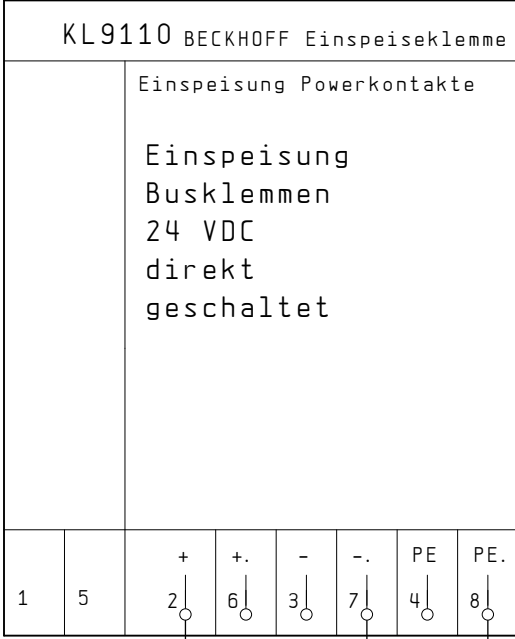 KL9110 BECKHOFF Einspeiseklemme
Einspeisung Powerkontakte
Einspeisung
Busklemmen
24 VDC
direkt
geschaltet
+ +. - -. PE PE.
1 5 2 6 3 7 4 8